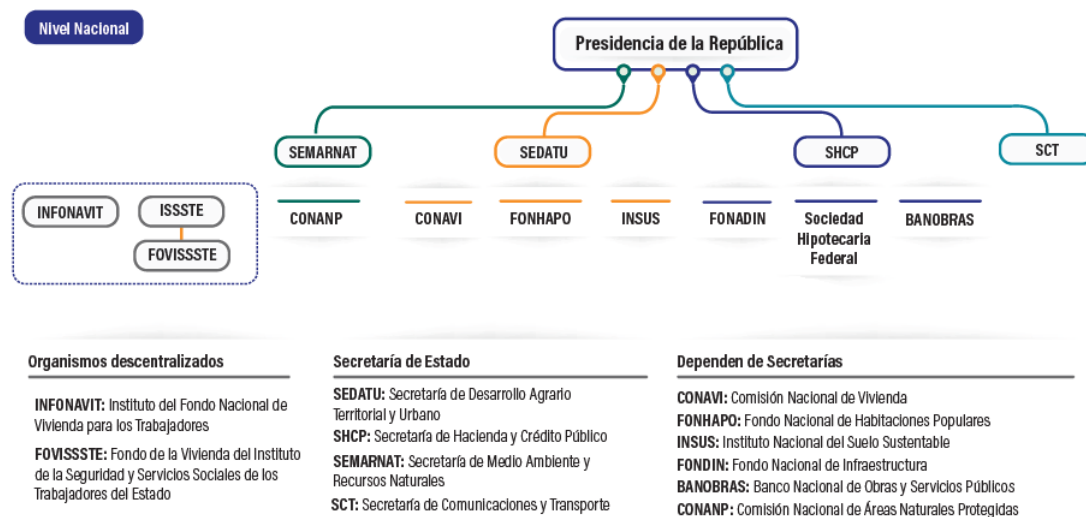 Nivel Nacional
Presidencia de la República
SEMARNAT
SEDATU
SHCP
SCT
INFONAVIT
ISSSTE
FOVISSSTE
CONANP
CONAVI
FONHAPO
INSUS
FONADIN
Sociedad
Hipotecaria
Federal
BANOBRAS
Organismos descentralizados
INFONAVIT: Instituto del Fondo Nacional de
Vivienda para los Trabajadores
FOVISSSTE: Fondo de la Vivienda del Instituto
de la Seguridad y Servicios Sociales de los
Trabajadores del Estado
Secretaría de Estado
SEDATU: Secretaría de Desarrollo Agrario
Territorial y Urbano
SHCP: Secretaría de Hacienda y Crédito Público
SEMARNAT: Secretaría de Medio Ambiente y
Recursos Naturales
SCT: Secretaría de Comunicaciones y Transporte
Dependen de Secretarías
CONAVI: Comisión Nacional de Vivienda
FONHAPO: Fondo Nacional de Habitaciones Populares
INSUS: Instituto Nacional del Suelo Sustentable
FONDIN: Fondo Nacional de Infraestructura
BANOBRAS: Banco Nacional de Obras y Servicios Públicos
CONANP: Comisión Nacional de Áreas Naturales Protegidas